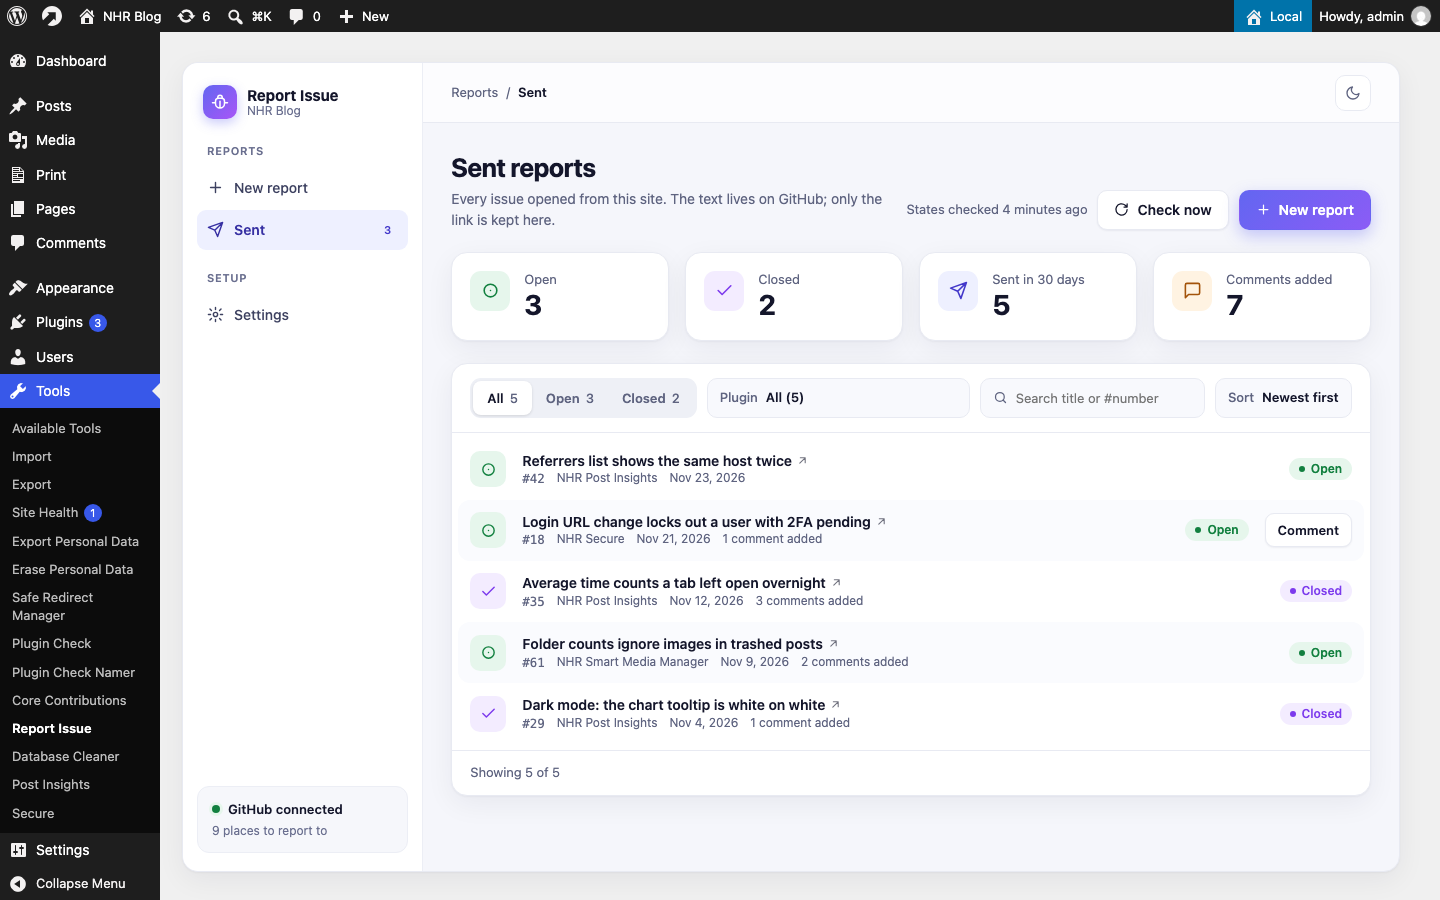 NHR Blog
6
⌘K
0
New
Local
Howdy, admin
Dashboard
Posts
Media
Print
Pages
Comments
Appearance
Plugins 3
Users
Tools
Available Tools
Import
Export
Site Health 1
Export Personal Data
Erase Personal Data
Safe Redirect
Manager
Plugin Check
Plugin Check Namer
Core Contributions
Report Issue
Database Cleaner
Post Insights
Secure
Settings
Collapse Menu
Report Issue
NHR Blog
REPORTS
New report
Sent 3
SETUP
Settings
GitHub connected
9 places to report to
Reports / Sent
Sent reports
Every issue opened from this site. The text lives on GitHub; only the
link is kept here.
States checked 4 minutes ago
Check now
New report
Open
3
Closed
2
Sent in 30 days
5
Comments added
7
All 5
Open 3
Closed 2
Plugin All (5)
Search title or #number
Sort Newest first
Referrers list shows the same host twice
#42 NHR Post Insights Nov 23, 2026
Open
Login URL change locks out a user with 2FA pending
#18 NHR Secure Nov 21, 2026 1 comment added
Open
Comment
Average time counts a tab left open overnight
#35 NHR Post Insights Nov 12, 2026 3 comments added
Closed
Folder counts ignore images in trashed posts
#61 NHR Smart Media Manager Nov 9, 2026 2 comments added
Open
Dark mode: the chart tooltip is white on white
#29 NHR Post Insights Nov 4, 2026 1 comment added
Closed
Showing 5 of 5